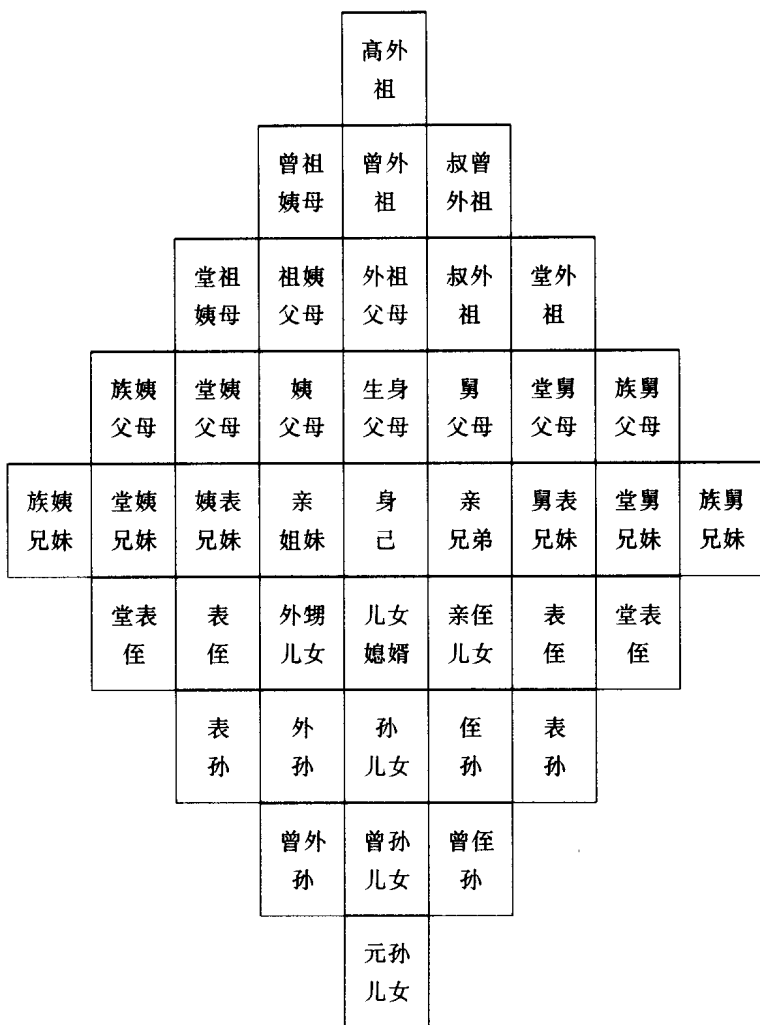 高外
祖
曾祖 曾外 叔曾
姨母 祖 外祖
堂祖 祖姨 外祖 叔外 堂外
姨母 父母 父母 祖 祖
族姨 堂姨 姨 生身 舅 堂舅 族舅
父母 父母 父母 父母 父母 父母 父母
族姨 堂姨 姨表 亲 身 亲 舅表 堂舅 族舅
兄妹 兄妹 兄妹 姐妹 己 兄弟 兄妹 兄妹 兄妹
堂表 表 外甥 儿女 亲侄 表 堂表
侄 侄 儿女 媳婿 儿女 侄 侄
表 外 孙 侄 表
孙 孙 儿女 孙 孙
曾外 曾孙 曾侄
孙 儿女 孙
元孙
儿女